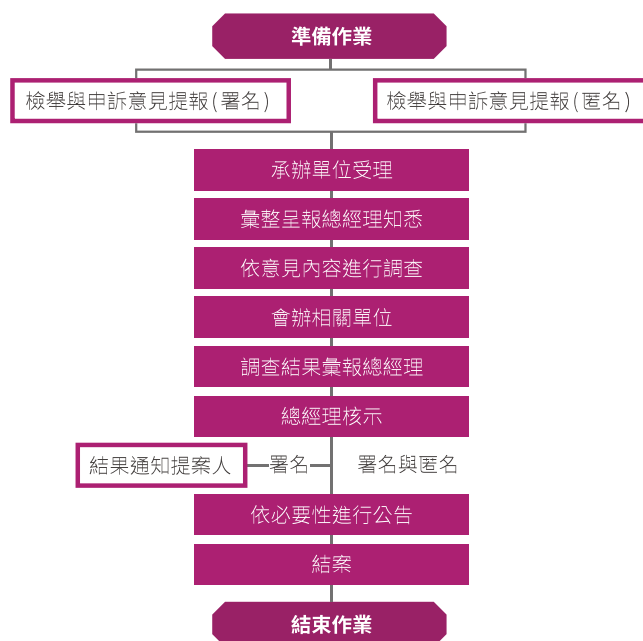 準備作業
檢舉與申訴意見提報(署名)
檢舉與申訴意見提報(匿名)
承辦單位受理
彙整呈報總經理知悉
依意見內容進行調查
會辦相關單位
調查結果彙報總經理
總經理核示
結果通知提案人
署名
署名與匿名
依必要性進行公告
結案
結束作業